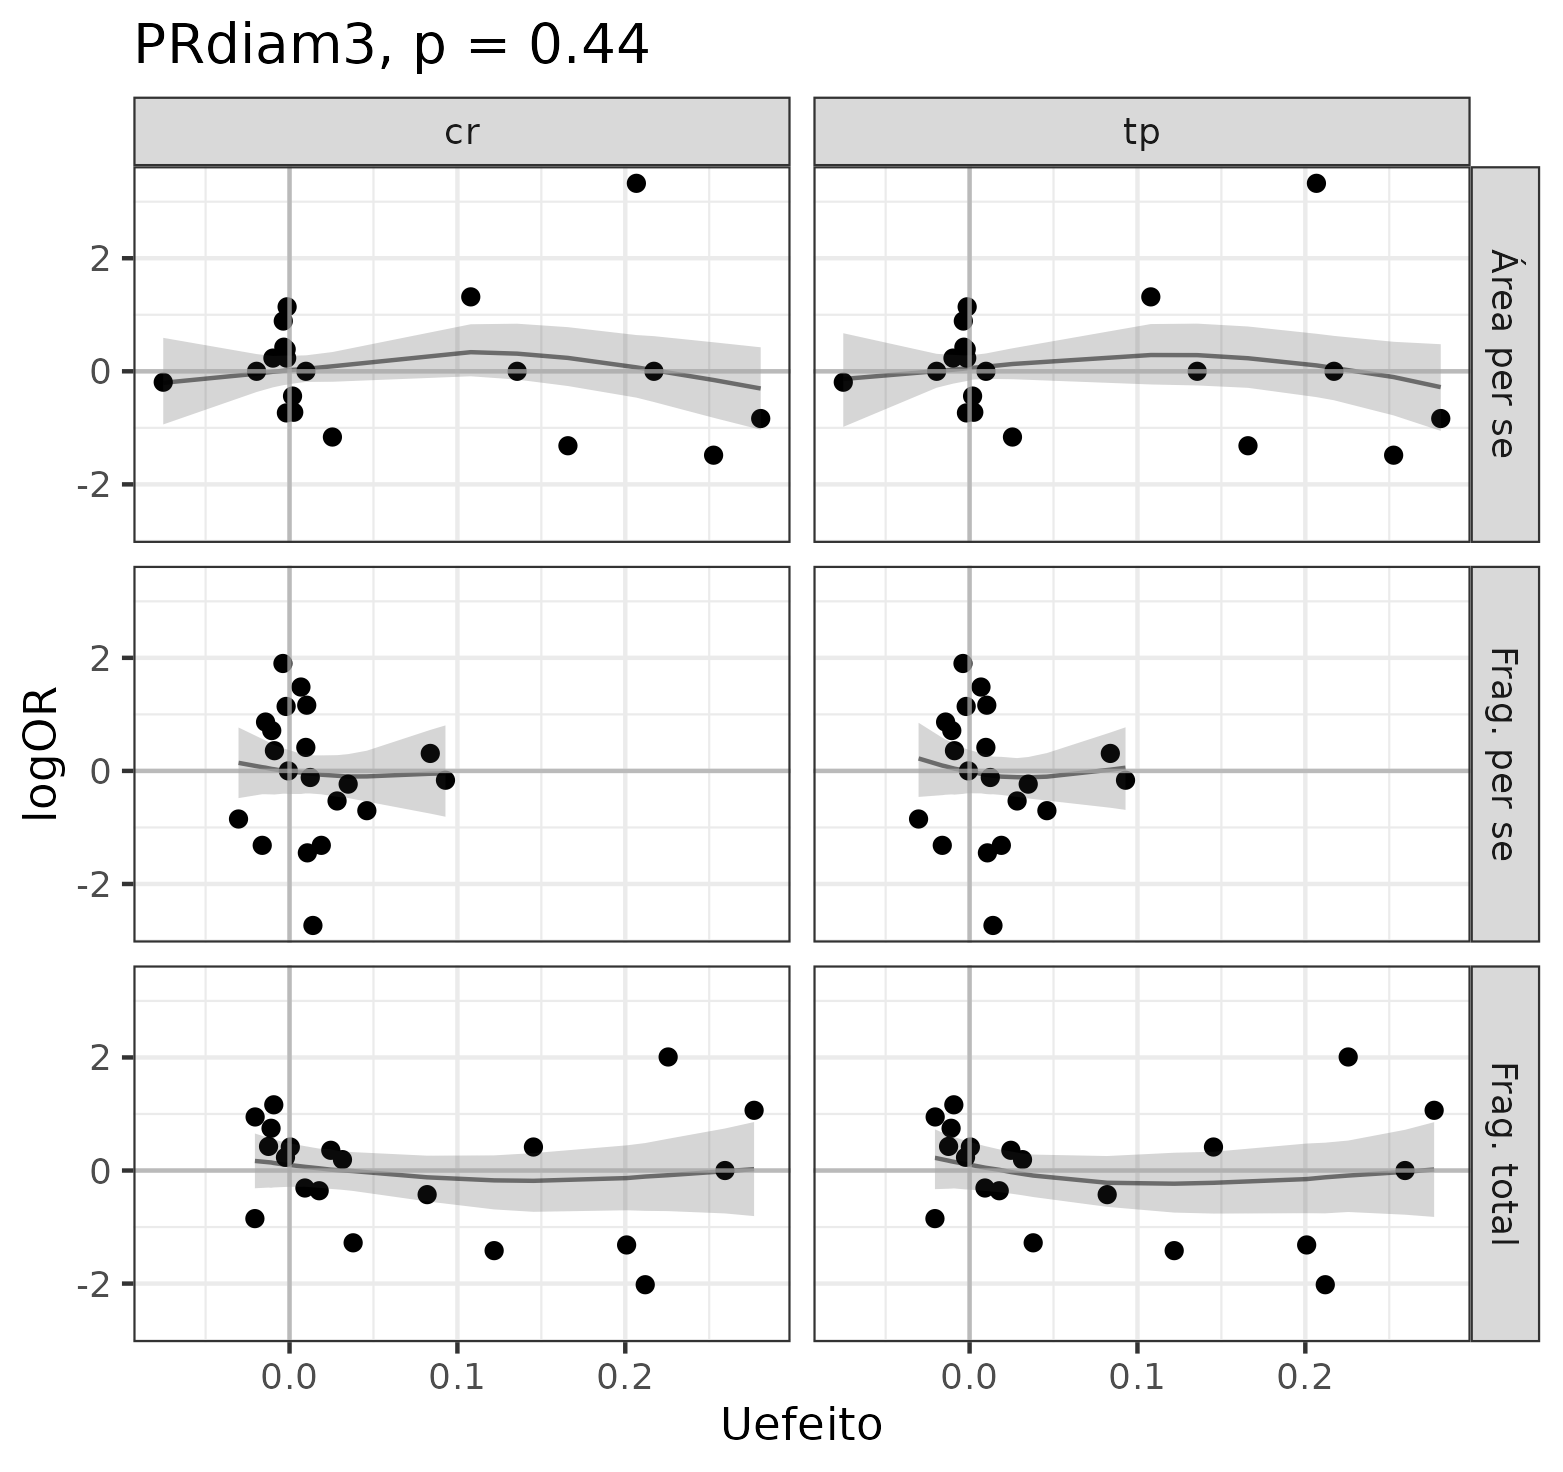 PRdiam3, p = 0.44
cr
tp
2
0
-2
Área per se
logOR
2
0
-2
Frag. per se
2
0
-2
Frag. total
0.0 0.1 0.2
0.0 0.1 0.2
Uefeito